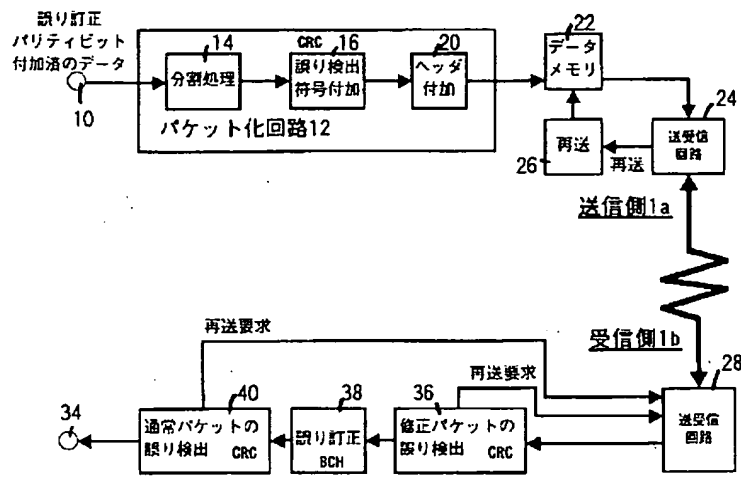 誤り訂正
パリティビット
付加済のデータ
10
14
分割処理
CRC 16
誤り検出
符号付加
20
ヘッダ
付加
パケット化回路12
22
データ
メモリ
24
送受信
回路
26
再送
再送
送信側1a
受信側1b
28
送受信
回路
再送要求
再送要求
34
40
通常パケットの
誤り検出 CRC
38
誤り訂正
BCH
36
修正パケットの
誤り検出 CRC